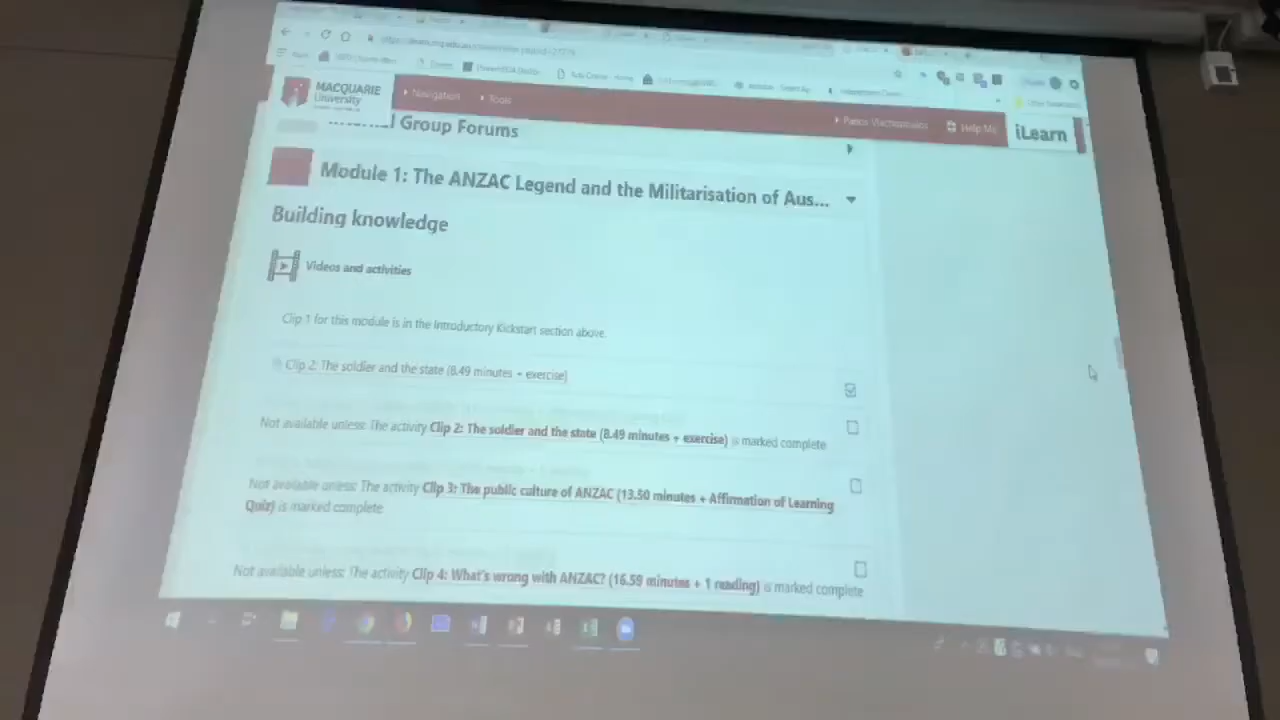 MACQUARIE
University
Navigation
Tools
Help Me
iLearn
Group Forums
Module 1: The ANZAC Legend and the Militarisation of Aus...
Building knowledge
Videos and activities
Clip 1 for this module is in the Introductory Kickstart section above.
Clip 2: The soldier and the state (8.49 minutes + exercise)
Not available unless: The activity Clip 2: The soldier and the state (8.49 minutes + exercise) is marked complete
Not available unless: The activity Clip 3: The public culture of ANZAC (13.50 minutes + Affirmation of Learning
Quiz) is marked complete
Not available unless: The activity Clip 4: What's wrong with ANZAC? (16.59 minutes + 1 reading) is marked complete